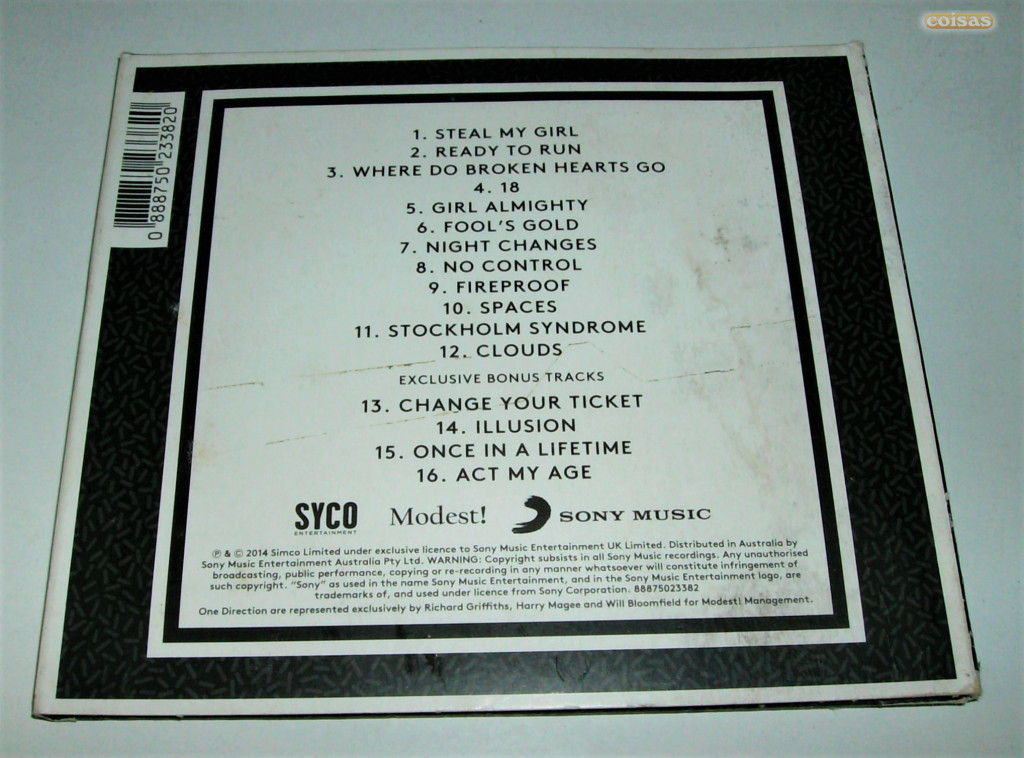 coisas
0 888750 233820
1. STEAL MY GIRL
2. READY TO RUN
3. WHERE DO BROKEN HEARTS GO
4. 18
5. GIRL ALMIGHTY
6. FOOL'S GOLD
7. NIGHT CHANGES
8. NO CONTROL
9. FIREPROOF
10. SPACES
11. STOCKHOLM SYNDROME
12. CLOUDS
EXCLUSIVE BONUS TRACKS
13. CHANGE YOUR TICKET
14. ILLUSION
15. ONCE IN A LIFETIME
16. ACT MY AGE
SYCO
ENTERTAINMENT
Modest!
SONY MUSIC
℗ & © 2014 Simco Limited under exclusive licence to Sony Music Entertainment UK Limited. Distributed in Australia by
Sony Music Entertainment Australia Pty Ltd. WARNING: Copyright subsists in all Sony Music recordings. Any unauthorised
broadcasting, public performance, copying or re-recording in any manner whatsoever will constitute infringement of
such copyright. "Sony" as used in the name Sony Music Entertainment, and in the Sony Music Entertainment logo, are
trademarks of, and used under licence from Sony Corporation. 88875023382
One Direction are represented exclusively by Richard Griffiths, Harry Magee and Will Bloomfield for Modest! Management.